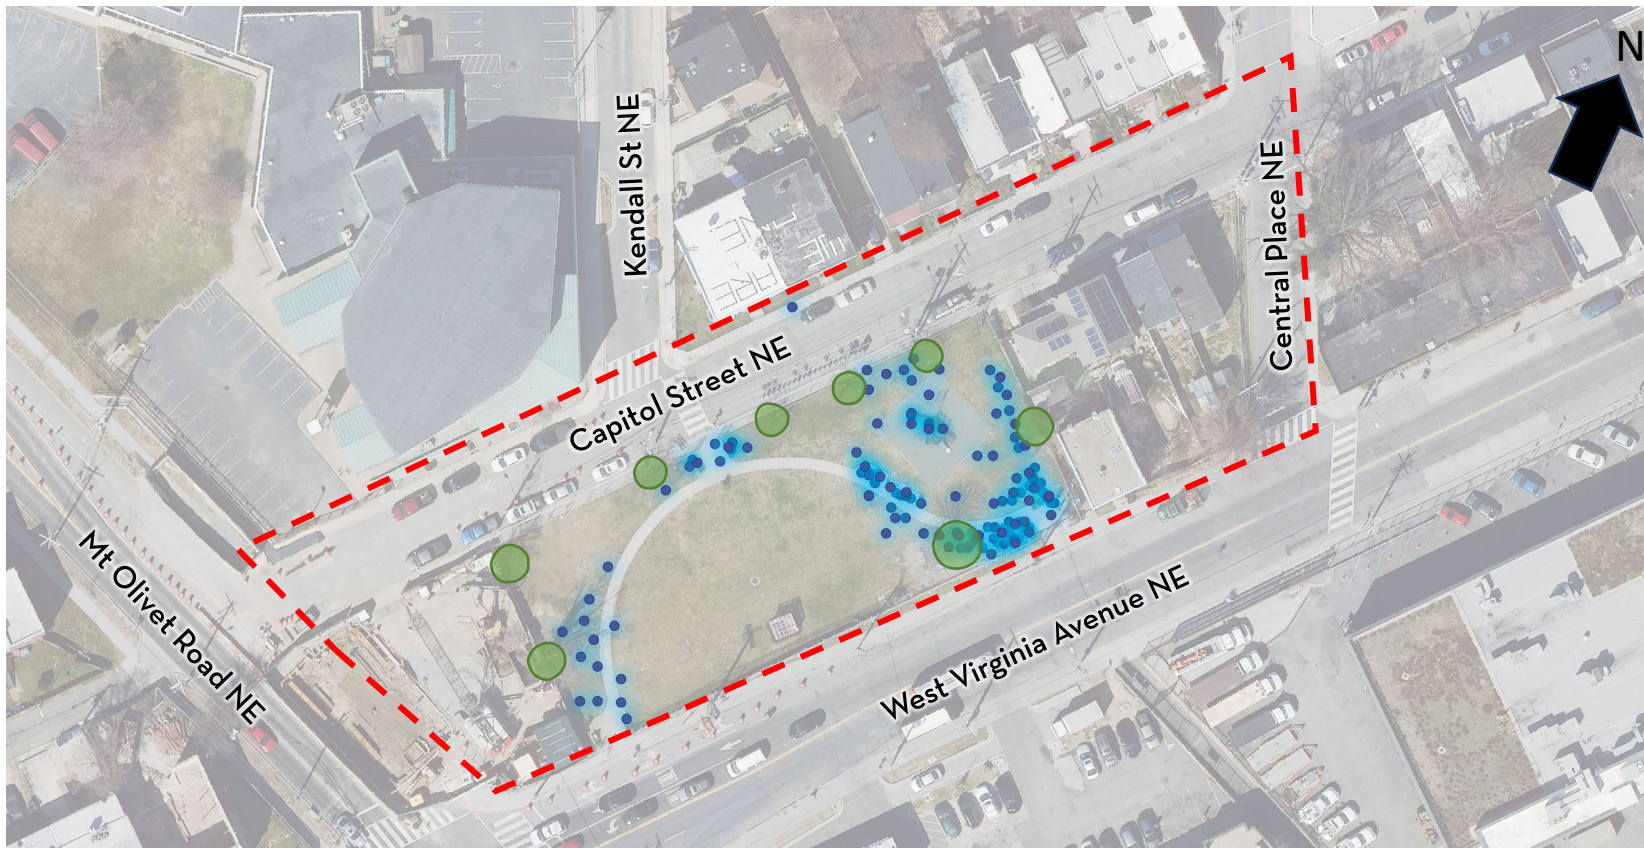 N
Kendall St NE
Central Place NE
Capitol Street NE
Mt Olivet Road NE
West Virginia Avenue NE